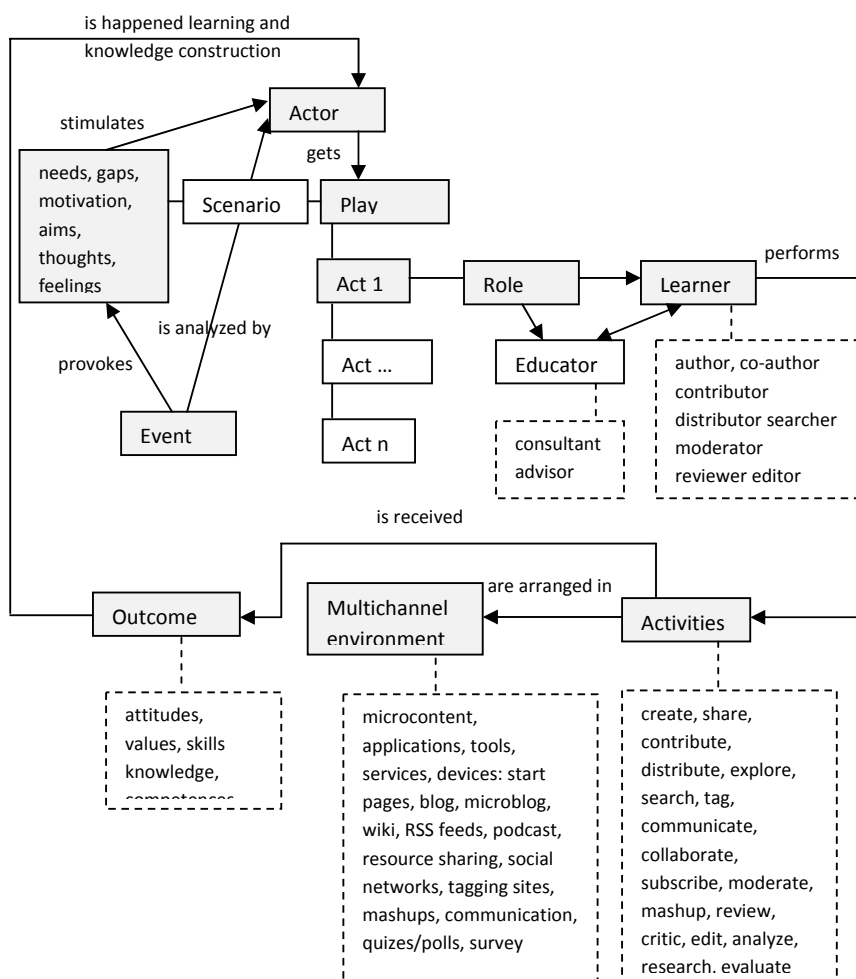 is happened learning and
knowledge construction
Actor
stimulates
gets
needs, gaps,
motivation,
aims,
thoughts,
feelings
Scenario
Play
performs
Act 1
Role
Learner
is analyzed by
provokes
Act ...
Educator
author, co-author
contributor
distributor searcher
moderator
reviewer editor
Event
Act n
consultant
advisor
is received
are arranged in
Outcome
Multichannel
environment
Activities
attitudes,
values, skills
knowledge,
competences
microcontent,
applications, tools,
services, devices: start
pages, blog, microblog,
wiki, RSS feeds, podcast,
resource sharing, social
networks, tagging sites,
mashups, communication,
quizes/polls, survey
create, share,
contribute,
distribute, explore,
search, tag,
communicate,
collaborate,
subscribe, moderate,
mashup, review,
critic, edit, analyze,
research, evaluate